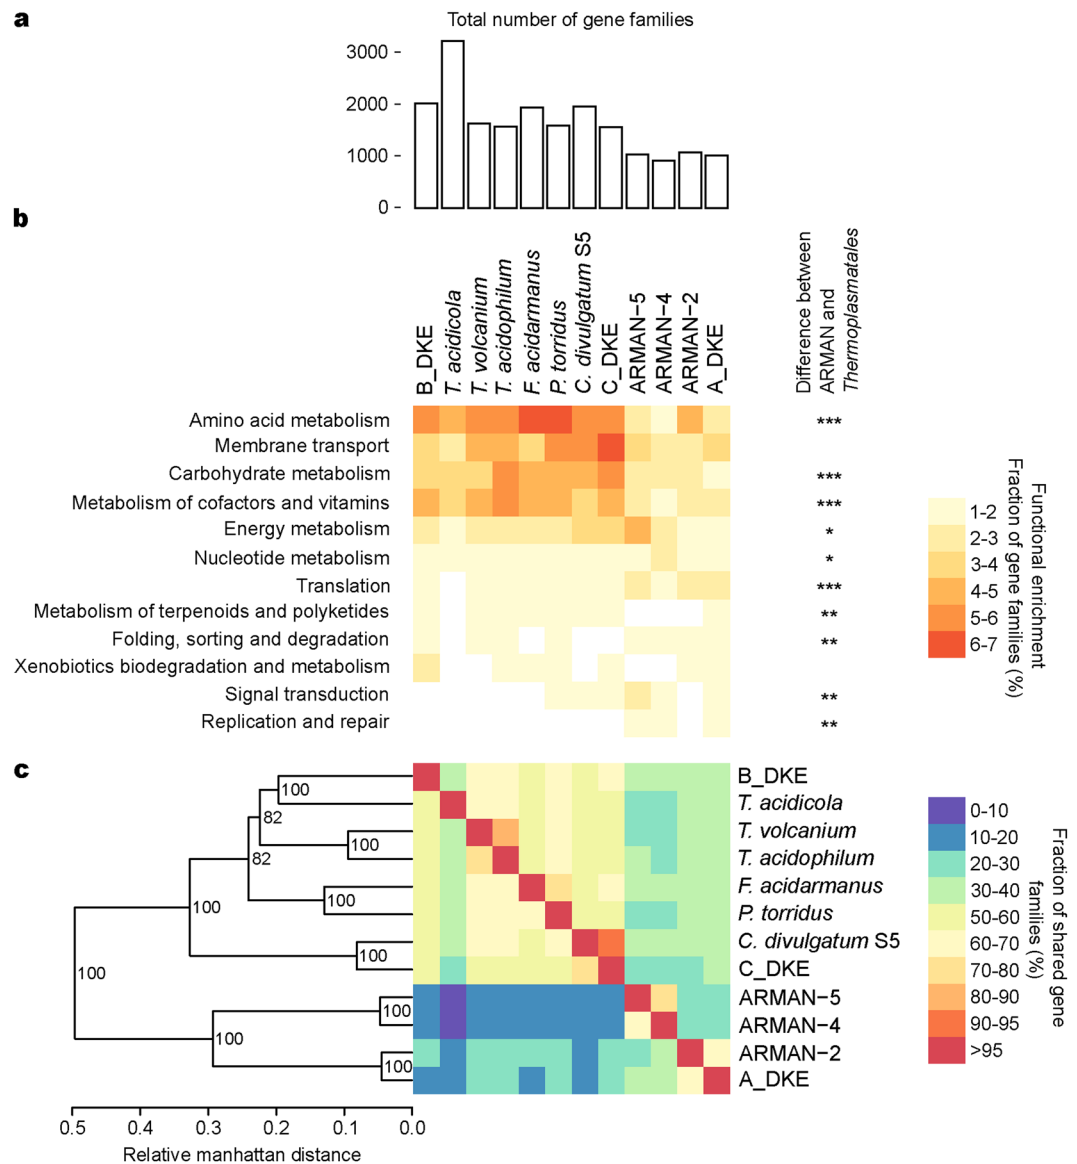 a
Total number of gene families
3000
2000
1000
0
b
B_DKE
T. acidicola
T. volcanium
T. acidophilum
F. acidarmanus
P. torridus
C. divulgatum S5
C_DKE
ARMAN-5
ARMAN-4
ARMAN-2
A_DKE
Difference between
ARMAN and
Thermoplasmatales
Amino acid metabolism
***
Membrane transport
Carbohydrate metabolism
***
Metabolism of cofactors and vitamins
***
Energy metabolism
*
Nucleotide metabolism
*
Translation
***
Metabolism of terpenoids and polyketides
**
Folding, sorting and degradation
**
Xenobiotics biodegradation and metabolism
Signal transduction
**
Replication and repair
**
1-2
2-3
3-4
4-5
5-6
6-7
Functional enrichment
Fraction of gene families (%)
c
100
82
100
82
100
100
100
100
100
100
100
B_DKE
T. acidicola
T. volcanium
T. acidophilum
F. acidarmanus
P. torridus
C. divulgatum S5
C_DKE
ARMAN-5
ARMAN-4
ARMAN-2
A_DKE
0-10
10-20
20-30
30-40
50-60
60-70
70-80
80-90
90-95
>95
Fraction of shared gene
families (%)
0.5 0.4 0.3 0.2 0.1 0.0
Relative manhattan distance